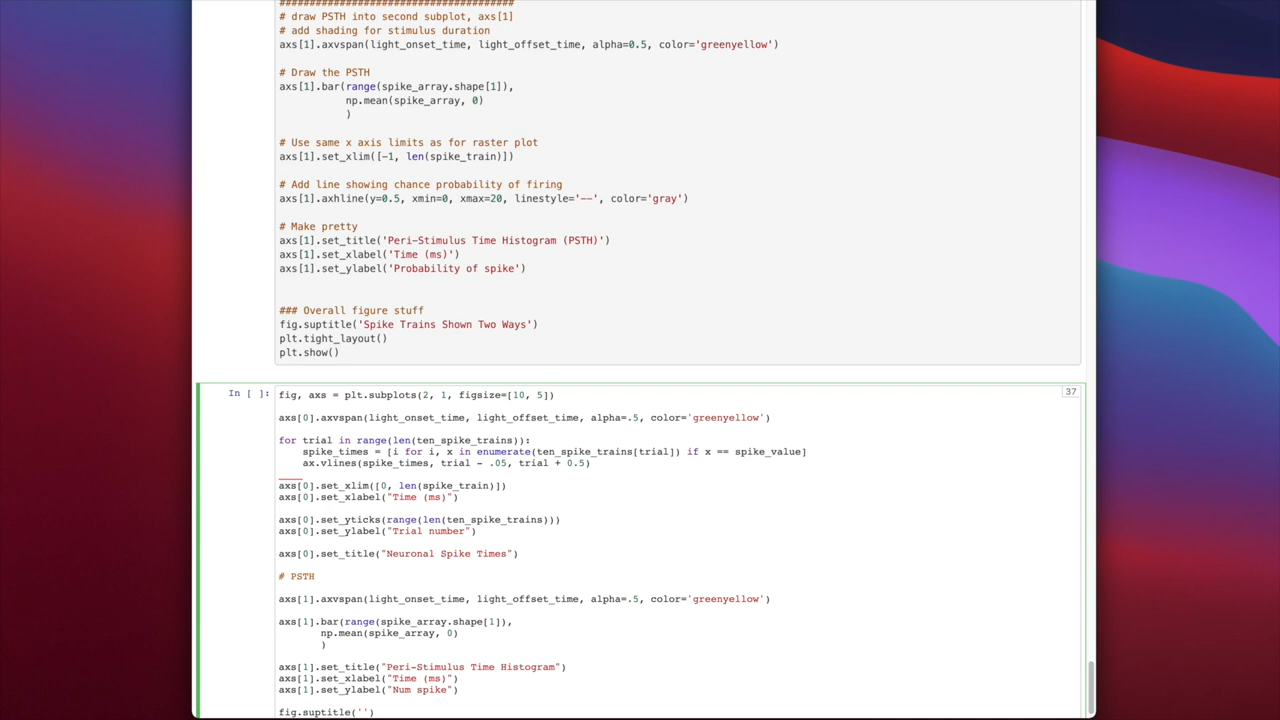 #######################################
# draw PSTH into second subplot, axs[1]
# add shading for stimulus duration
axs[1].axvspan(light_onset_time, light_offset_time, alpha=0.5, color='greenyellow')
# Draw the PSTH
axs[1].bar(range(spike_array.shape[1]),
np.mean(spike_array, 0)
)
# Use same x axis limits as for raster plot
axs[1].set_xlim([-1, len(spike_train)])
# Add line showing chance probability of firing
axs[1].axhline(y=0.5, xmin=0, xmax=20, linestyle='--', color='gray')
# Make pretty
axs[1].set_title('Peri-Stimulus Time Histogram (PSTH)')
axs[1].set_xlabel('Time (ms)')
axs[1].set_ylabel('Probability of spike')
### Overall figure stuff
fig.suptitle('Spike Trains Shown Two Ways')
plt.tight_layout()
plt.show()
In [ ]:
37
fig, axs = plt.subplots(2, 1, figsize=[10, 5])
axs[0].axvspan(light_onset_time, light_offset_time, alpha=.5, color='greenyellow')
for trial in range(len(ten_spike_trains)):
spike_times = [i for i, x in enumerate(ten_spike_trains[trial]) if x == spike_value]
ax.vlines(spike_times, trial - .05, trial + 0.5)
axs[0].set_xlim([0, len(spike_train)])
axs[0].set_xlabel("Time (ms)")
axs[0].set_yticks(range(len(ten_spike_trains)))
axs[0].set_ylabel("Trial number")
axs[0].set_title("Neuronal Spike Times")
# PSTH
axs[1].axvspan(light_onset_time, light_offset_time, alpha=.5, color='greenyellow')
axs[1].bar(range(spike_array.shape[1]),
np.mean(spike_array, 0)
)
axs[1].set_title("Peri-Stimulus Time Histogram")
axs[1].set_xlabel("Time (ms)")
axs[1].set_ylabel("Num spike")
fig.suptitle('')